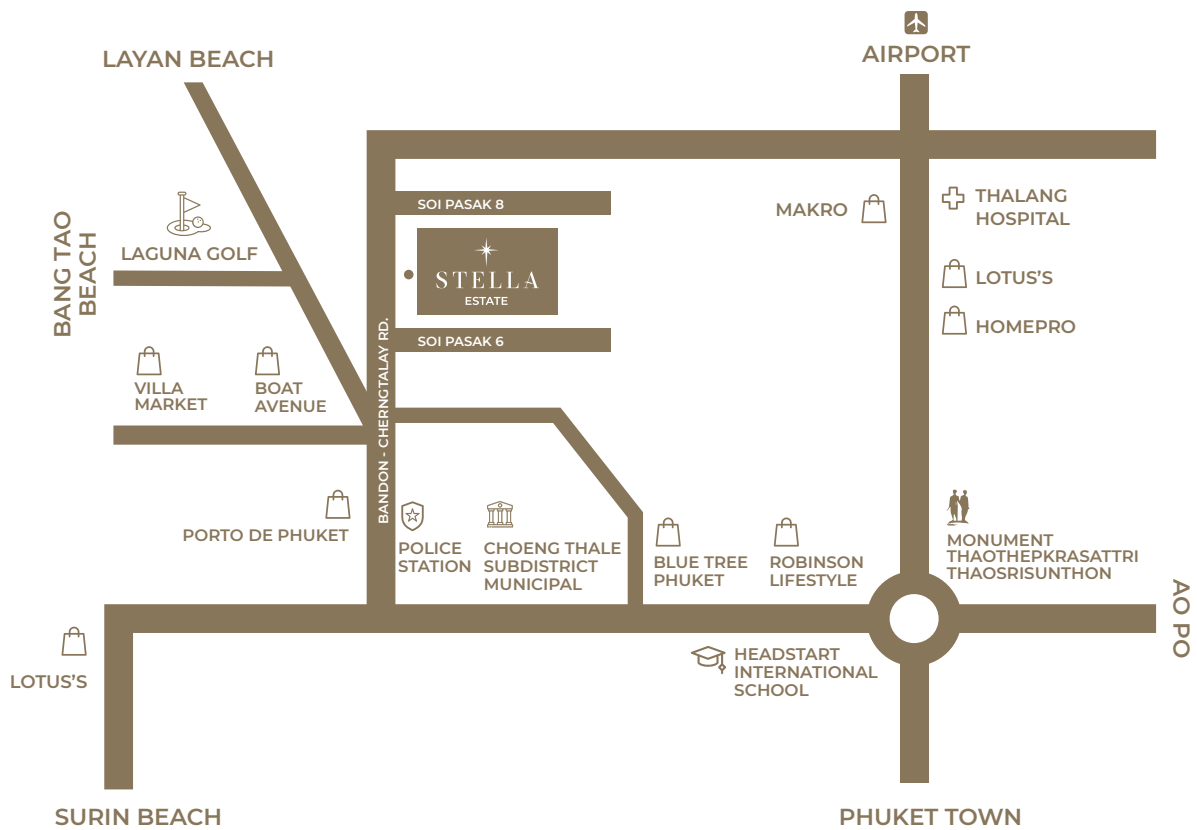 AIRPORT
LAYAN BEACH
SOI PASAK 8
MAKRO
THALANG
HOSPITAL
BANG TAO
BEACH
LAGUNA GOLF
STELLA
ESTATE
LOTUS'S
HOMEPRO
SOI PASAK 6
BANDON - CHERNGTALAY RD.
VILLA
MARKET
BOAT
AVENUE
PORTO DE PHUKET
POLICE
STATION
CHOENG THALE
SUBDISTRICT
MUNICIPAL
BLUE TREE
PHUKET
ROBINSON
LIFESTYLE
MONUMENT
THAOTHEPKRASATTRI
THAOSRISUNTHON
AO PO
LOTUS'S
HEADSTART
INTERNATIONAL
SCHOOL
SURIN BEACH
PHUKET TOWN